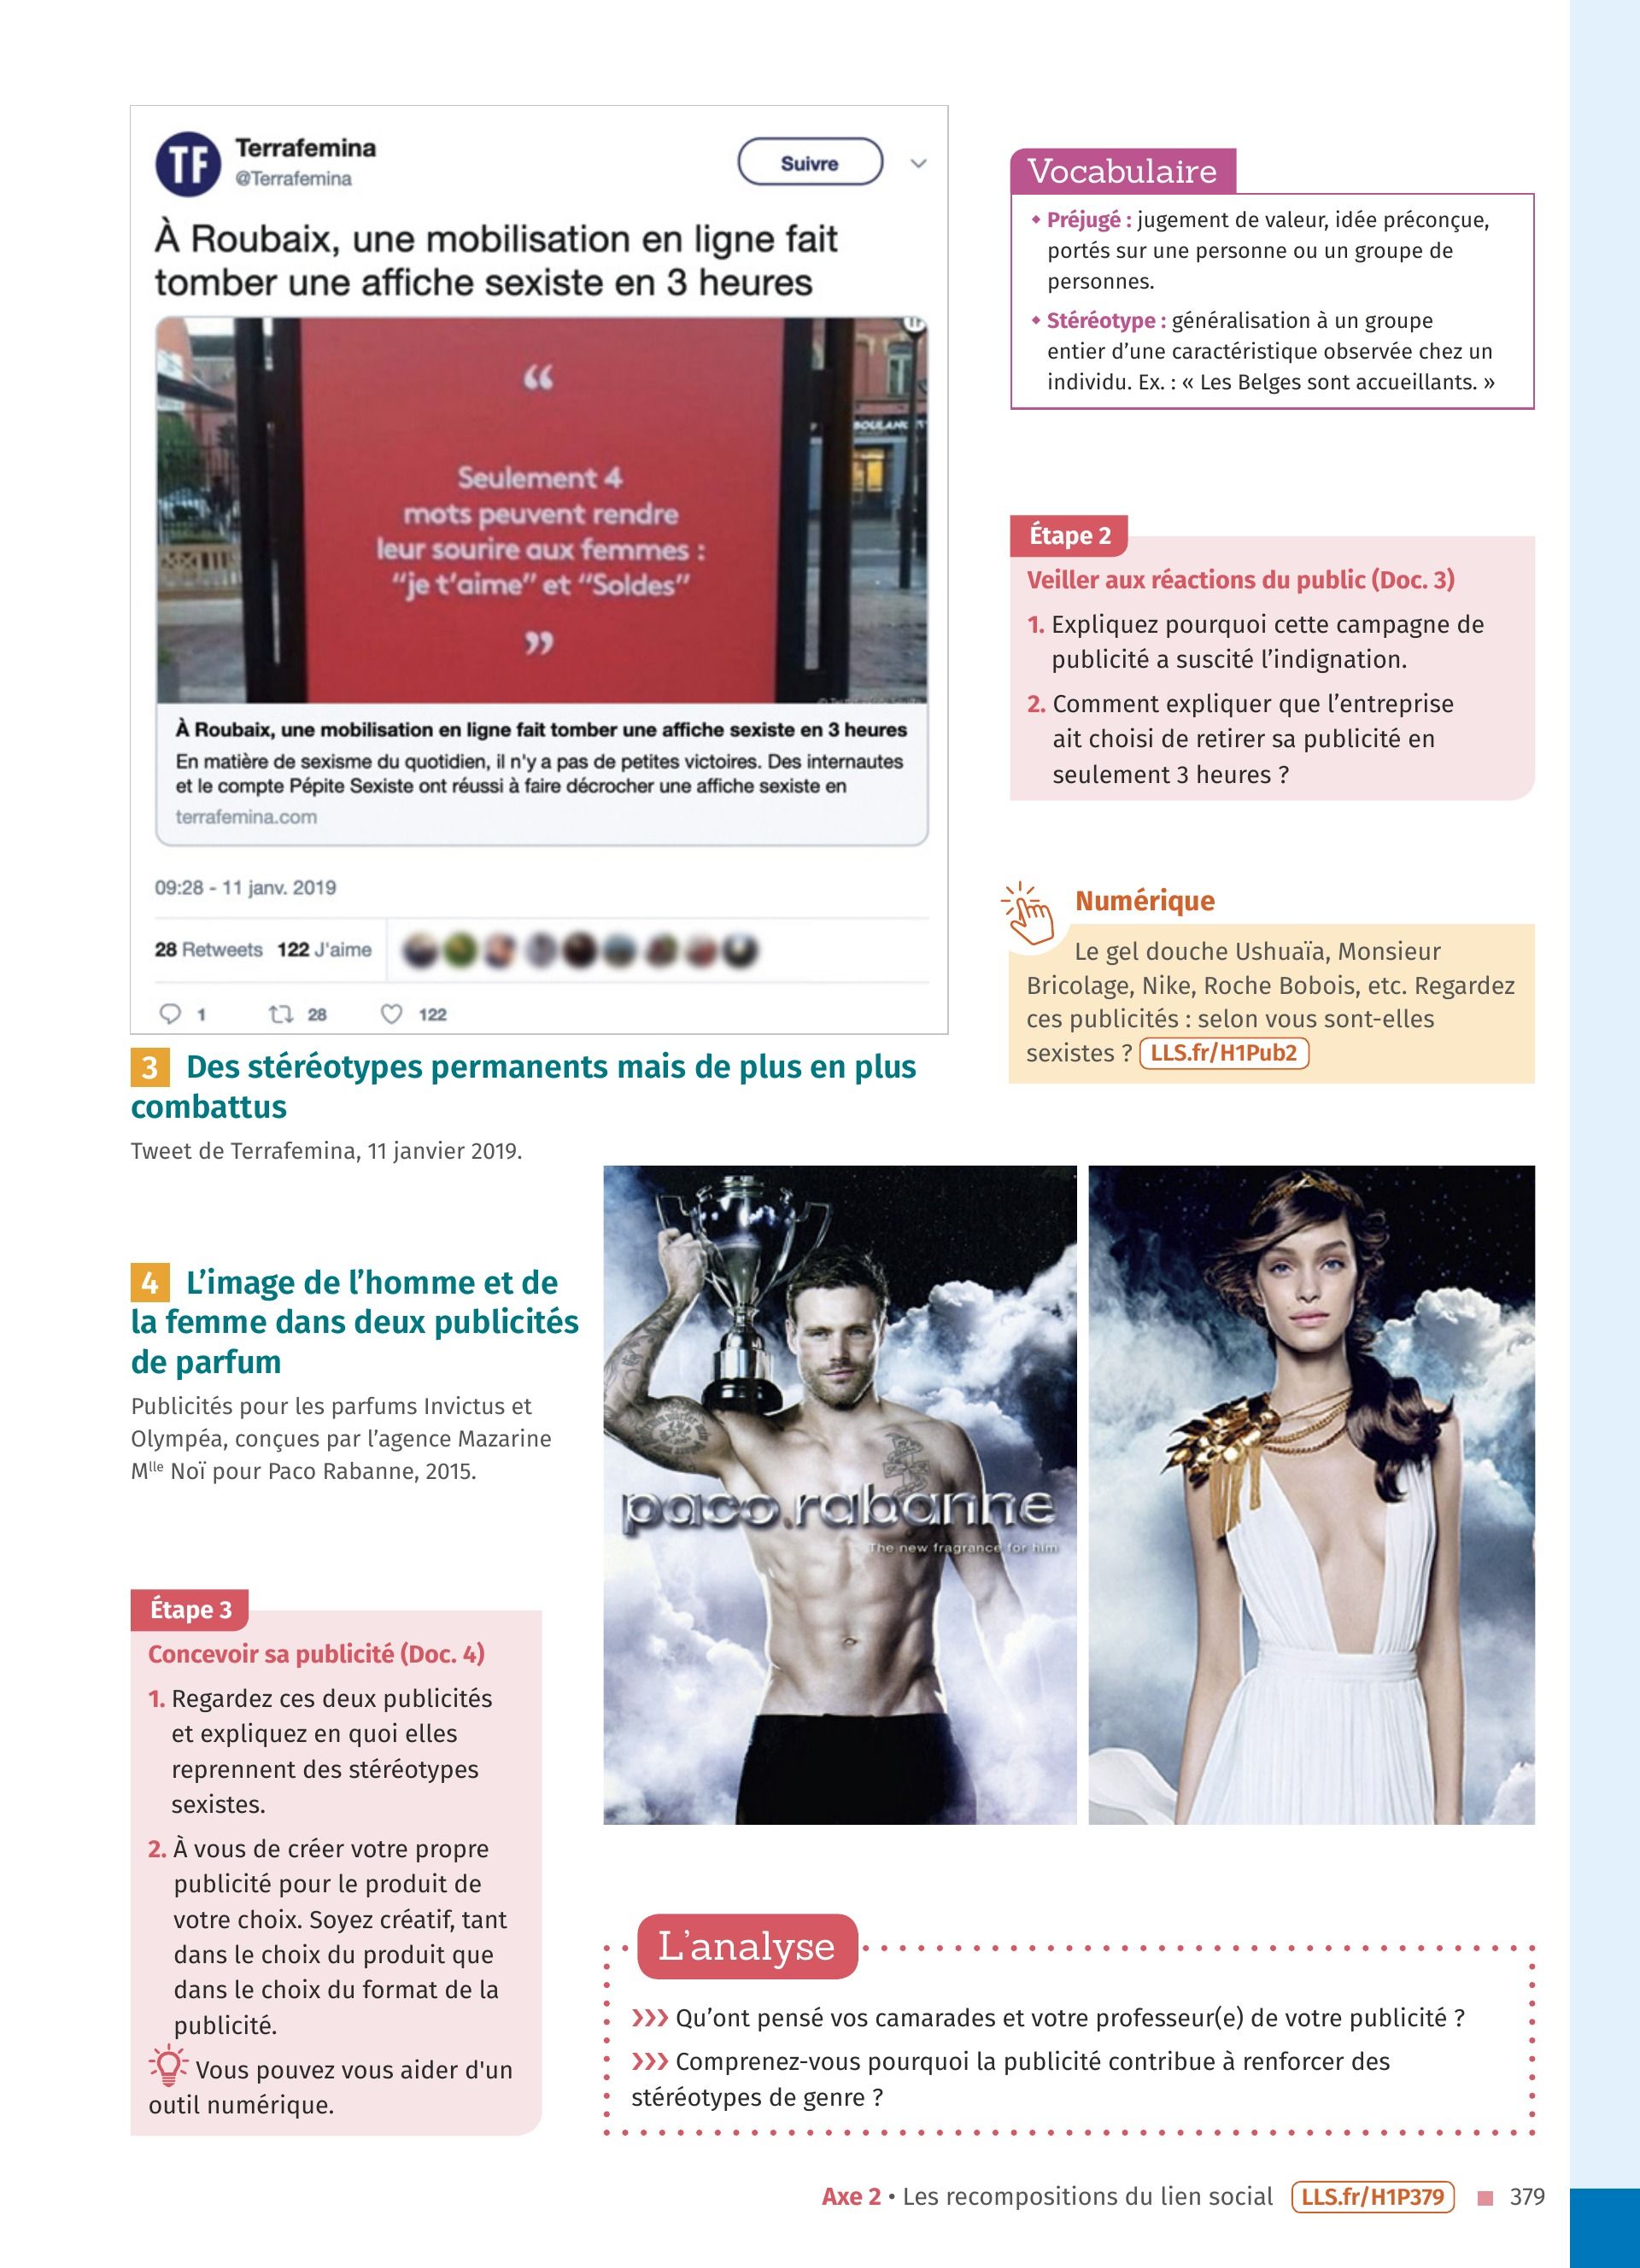 TF
Terrafemina
@Terrafemina
Suivre
À Roubaix, une mobilisation en ligne fait
tomber une affiche sexiste en 3 heures
“
Seulement 4
mots peuvent rendre
leur sourire aux femmes :
“je t’aime” et “Soldes”
”
À Roubaix, une mobilisation en ligne fait tomber une affiche sexiste en 3 heures
En matière de sexisme du quotidien, il n'y a pas de petites victoires. Des internautes
et le compte Pépite Sexiste ont réussi à faire décrocher une affiche sexiste en
terrafemina.com
09:28 - 11 janv. 2019
28 Retweets 122 J'aime
1 28 122
3 Des stéréotypes permanents mais de plus en plus
combattus
Tweet de Terrafemina, 11 janvier 2019.
Vocabulaire
◆ Préjugé : jugement de valeur, idée préconçue,
portés sur une personne ou un groupe de
personnes.
◆ Stéréotype : généralisation à un groupe
entier d’une caractéristique observée chez un
individu. Ex. : « Les Belges sont accueillants. »
Étape 2
Veiller aux réactions du public (Doc. 3)
1. Expliquez pourquoi cette campagne de
publicité a suscité l’indignation.
2. Comment expliquer que l’entreprise
ait choisi de retirer sa publicité en
seulement 3 heures ?
Numérique
Le gel douche Ushuaïa, Monsieur
Bricolage, Nike, Roche Bobois, etc. Regardez
ces publicités : selon vous sont-elles
sexistes ? LLS.fr/H1Pub2
4 L’image de l’homme et de
la femme dans deux publicités
de parfum
Publicités pour les parfums Invictus et
Olympéa, conçues par l’agence Mazarine
Mlle Noï pour Paco Rabanne, 2015.
paco rabanne
The new fragrance for him
Étape 3
Concevoir sa publicité (Doc. 4)
1. Regardez ces deux publicités
et expliquez en quoi elles
reprennent des stéréotypes
sexistes.
2. À vous de créer votre propre
publicité pour le produit de
votre choix. Soyez créatif, tant
dans le choix du produit que
dans le choix du format de la
publicité.
Vous pouvez vous aider d'un
outil numérique.
L’analyse
››› Qu’ont pensé vos camarades et votre professeur(e) de votre publicité ?
››› Comprenez-vous pourquoi la publicité contribue à renforcer des
stéréotypes de genre ?
Axe 2 • Les recompositions du lien social LLS.fr/H1P379 379